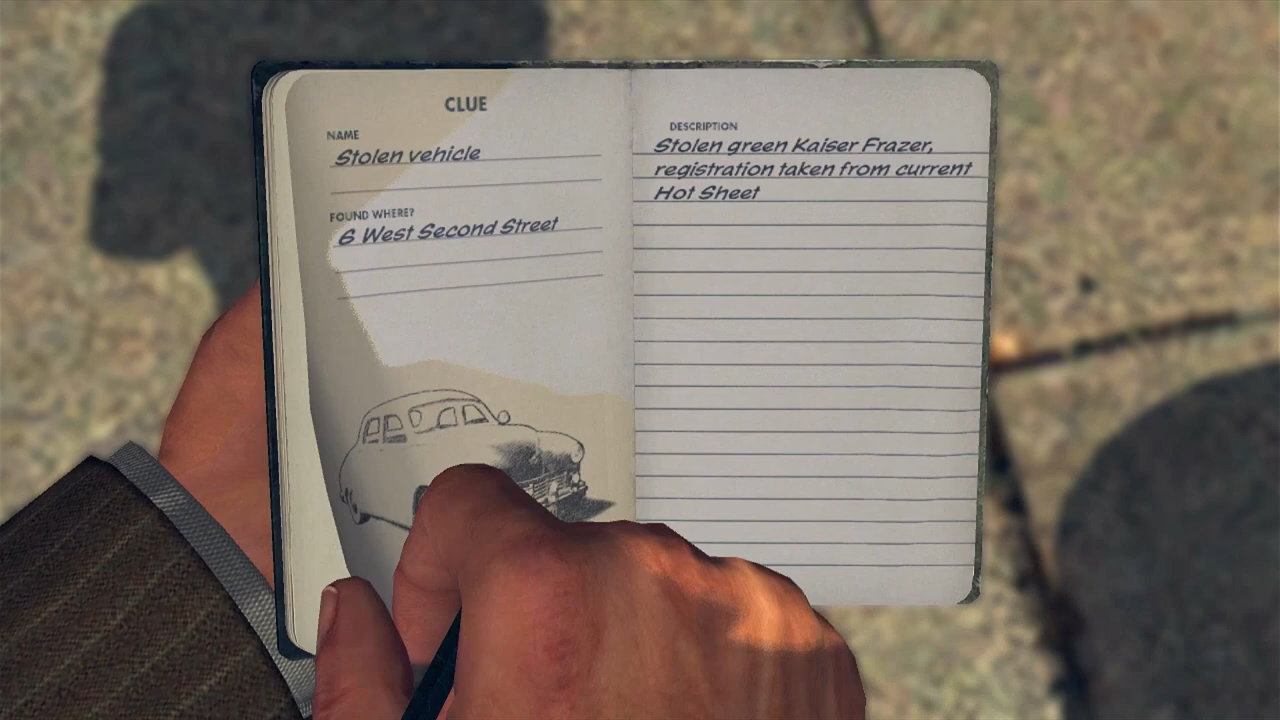 CLUE
NAME
Stolen vehicle
FOUND WHERE?
6 West Second Street
DESCRIPTION
Stolen green Kaiser Frazer,
registration taken from current
Hot Sheet